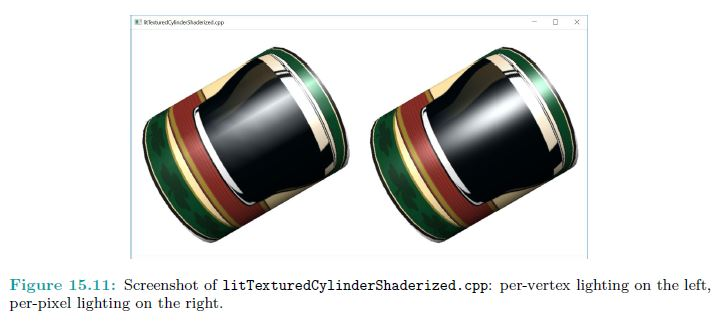 litTexturedCylinderShaderized.cpp
Figure 15.11: Screenshot of litTexturedCylinderShaderized.cpp: per-vertex lighting on the left,
per-pixel lighting on the right.